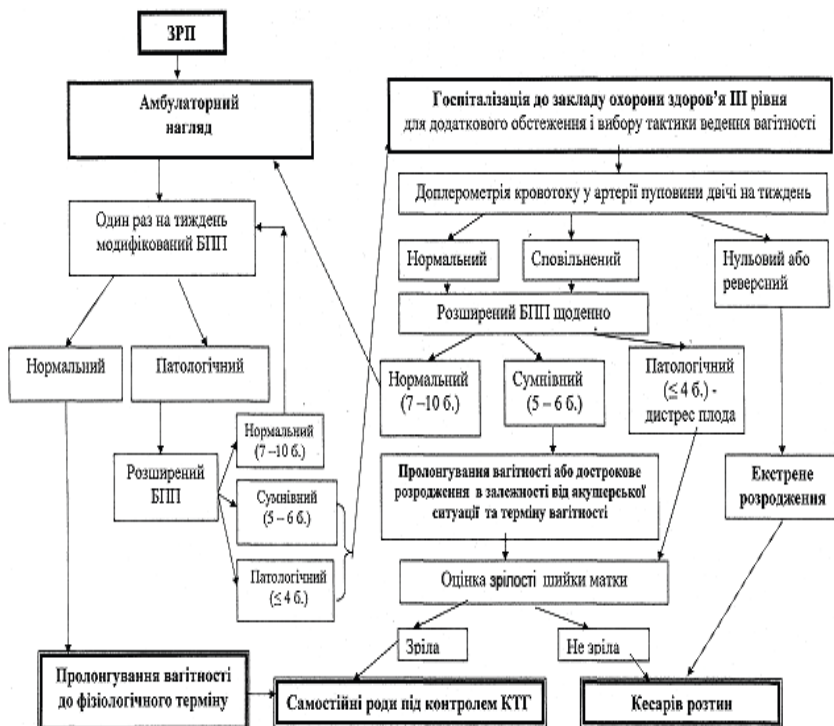 ЗРП
Амбулаторний
нагляд
Госпіталізація до закладу охорони здоров’я III рівня
для додаткового обстеження і вибору тактики ведення вагітності
Доплерометрія кровотоку у артерії пуповини двічі на тиждень
Один раз на тиждень
модифікований БПП
Нормальний
Сповільнений
Нульовий або
реверсний
Розширений БПП щоденно
Нормальний
Патологічний
Нормальний
(7 –10 б.)
Сумнівний
(5 – 6 б.)
Патологічний
(≤ 4 б.) -
дистрес плода
Розширений
БПП
Нормальний
(7 –10 б.)
Сумнівний
(5 – 6 б.)
Патологічний
(≤ 4 б.)
Пролонгування вагітності або дострокове
розродження в залежності від акушерської
ситуації та терміну вагітності
Екстрене
розродження
Оцінка зрілості шийки матки
Зріла
Не зріла
Пролонгування вагітності
до фізіологічного терміну
Самостійні роди під контролем КТГ
Кесарів розтин